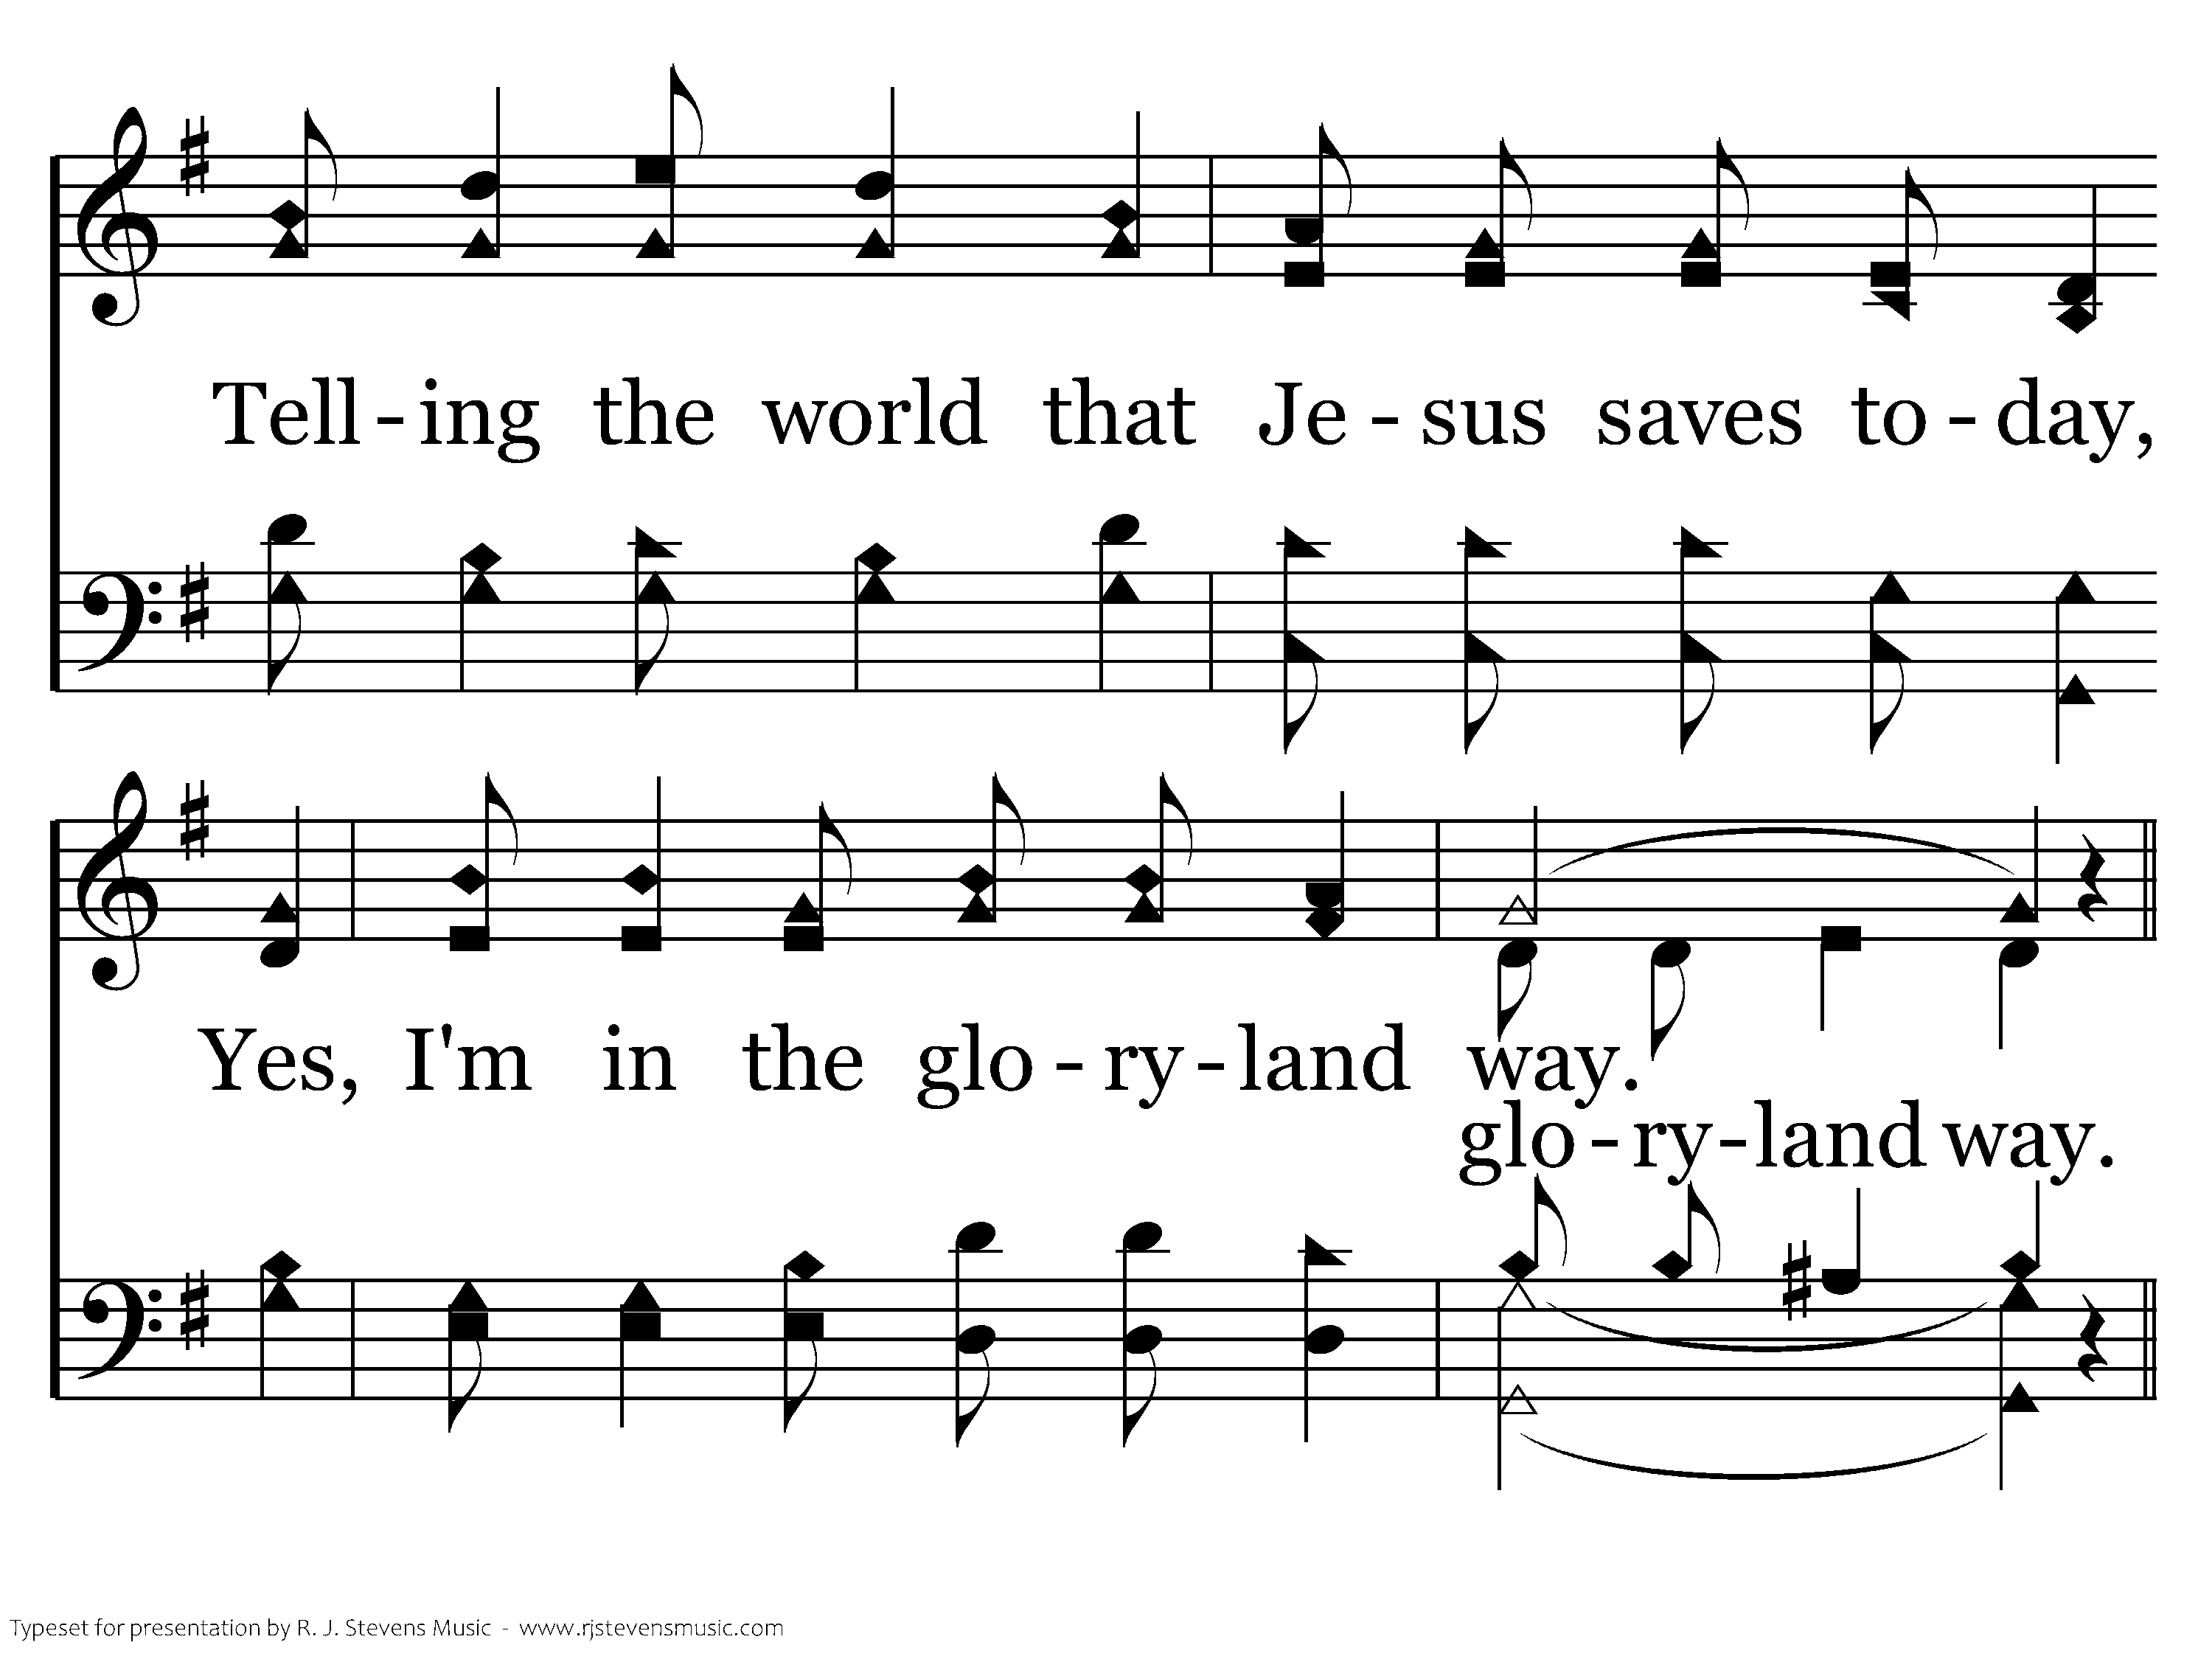 Tell - ing the world that Je - sus saves to - day,
Yes, I'm in the glo - ry - land way.
glo - ry - land way.
Typeset for presentation by R. J. Stevens Music - www.rjstevensmusic.com